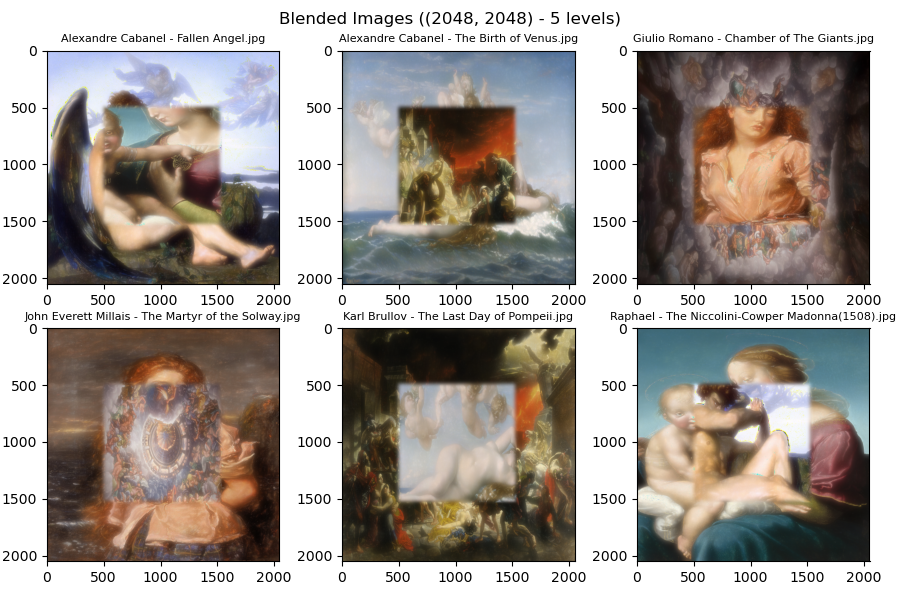 Blended Images ((2048, 2048) - 5 levels)
Alexandre Cabanel - Fallen Angel.jpg
Alexandre Cabanel - The Birth of Venus.jpg
Giulio Romano - Chamber of The Giants.jpg
0
500
1000
1500
2000
0 500 1000 1500 2000
0
500
1000
1500
2000
0 500 1000 1500 2000
0
500
1000
1500
2000
0 500 1000 1500 2000
John Everett Millais - The Martyr of the Solway.jpg
Karl Brullov - The Last Day of Pompeii.jpg
Raphael - The Niccolini-Cowper Madonna(1508).jpg
0
500
1000
1500
2000
0 500 1000 1500 2000
0
500
1000
1500
2000
0 500 1000 1500 2000
0
500
1000
1500
2000
0 500 1000 1500 2000